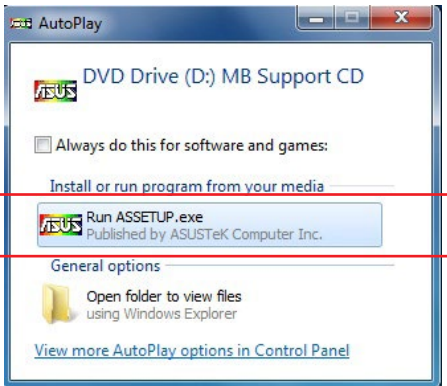 AutoPlay
DVD Drive (D:) MB Support CD
ASUS
Always do this for software and games:
Install or run program from your media
ASUS
Run ASSETUP.exe
Published by ASUSTeK Computer Inc.
General options
Open folder to view files
using Windows Explorer
View more AutoPlay options in Control Panel